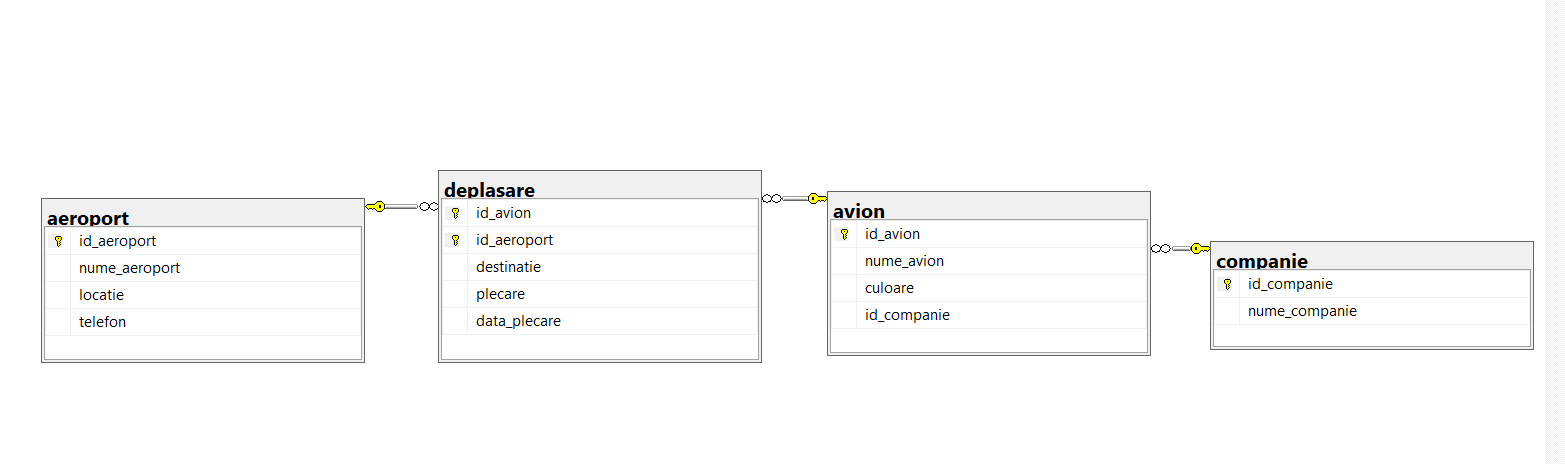 aeroport
id_aeroport
nume_aeroport
locatie
telefon
deplasare
id_avion
id_aeroport
destinatie
plecare
data_plecare
avion
id_avion
nume_avion
culoare
id_companie
companie
id_companie
nume_companie